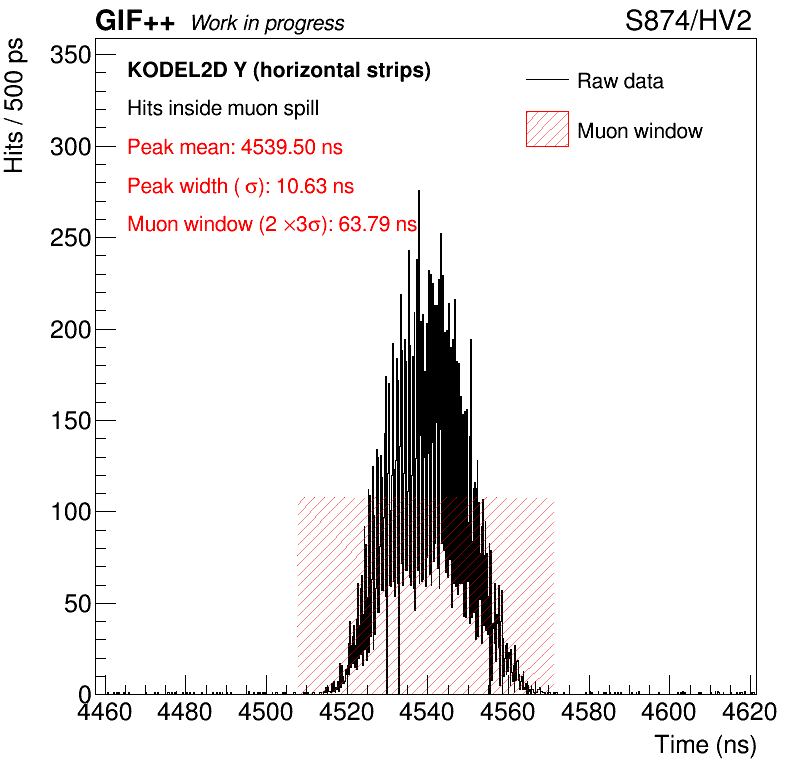 GIF++ Work in progress S874/HV2
KODEL2D Y (horizontal strips)
Hits inside muon spill
Peak mean: 4539.50 ns
Peak width ( σ): 10.63 ns
Muon window (2 ×3σ): 63.79 ns
Raw data
Muon window
Hits / 500 ps
350
300
250
200
150
100
50
0
4460 4480 4500 4520 4540 4560 4580 4600 4620
Time (ns)